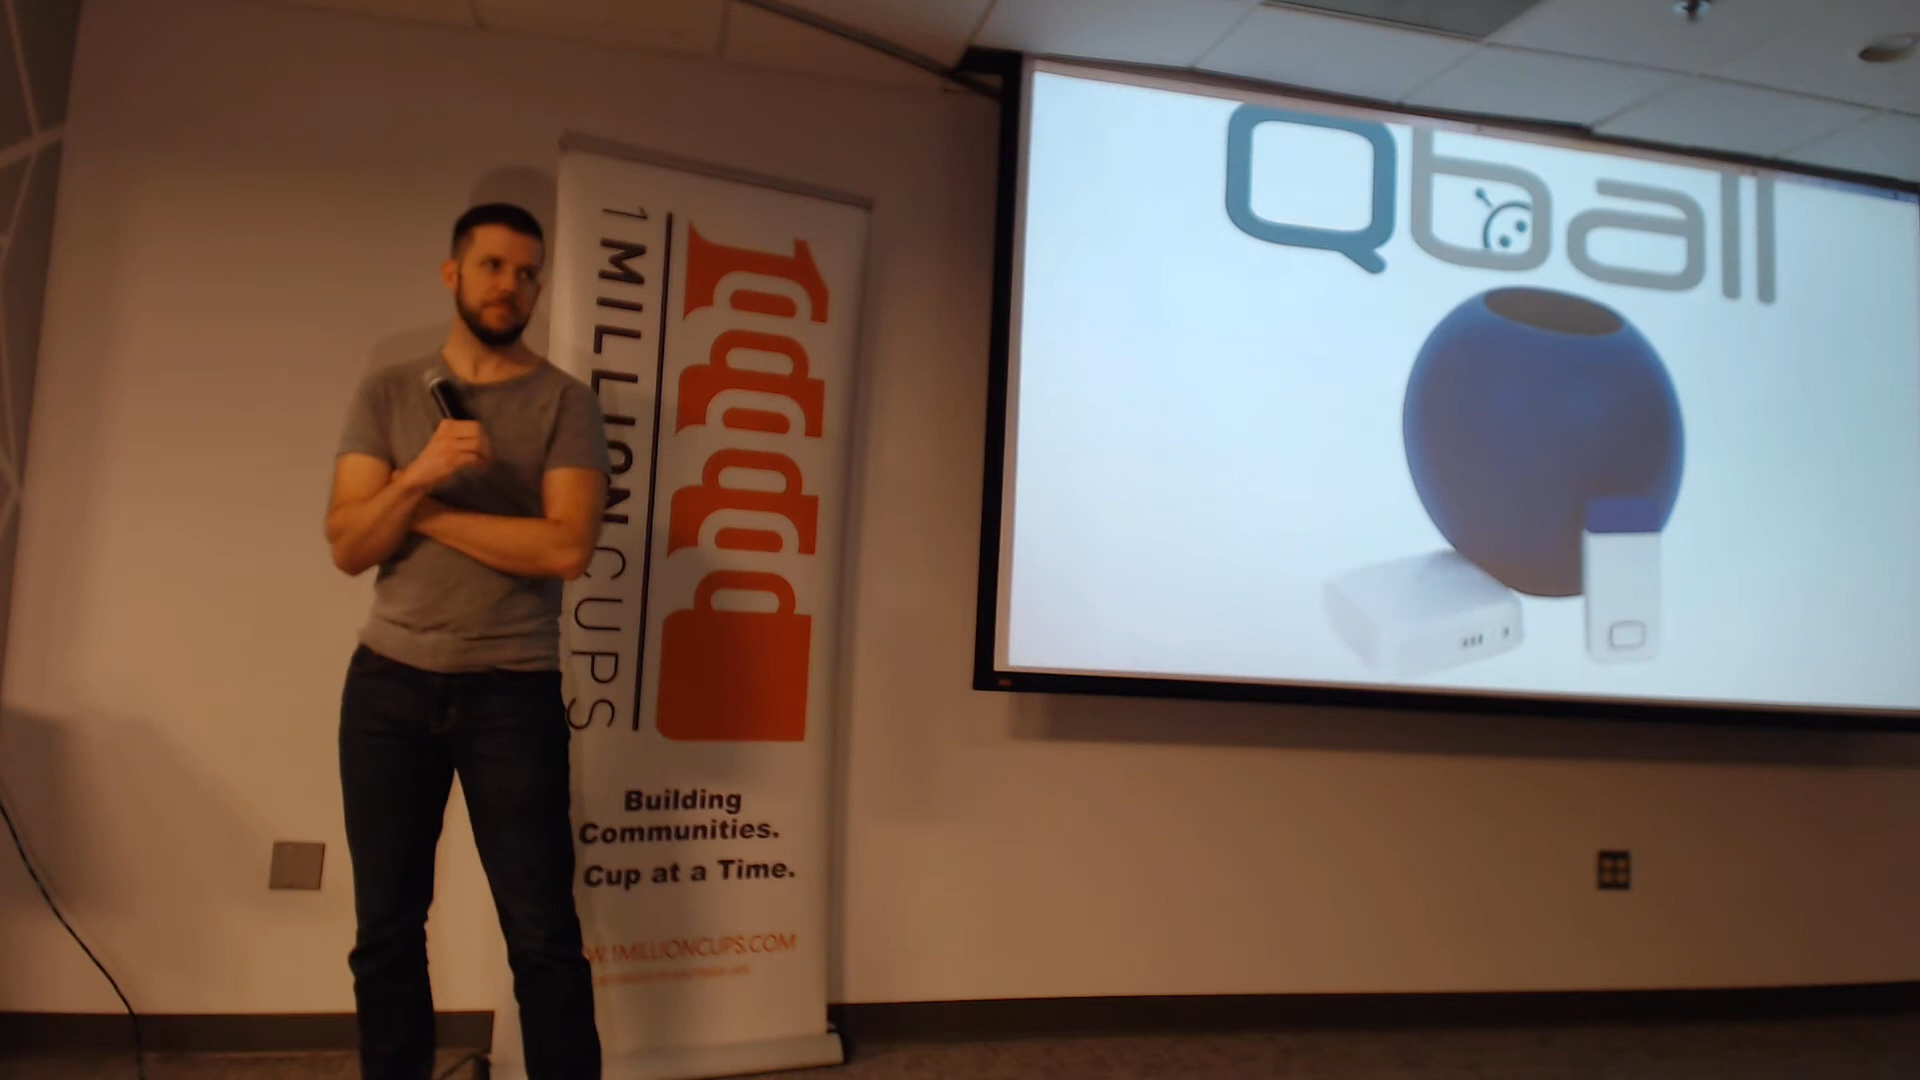 1 MILLION CUPS
Building
Communities.
Cup at a Time.
W.1MILLIONCUPS.COM
Qball